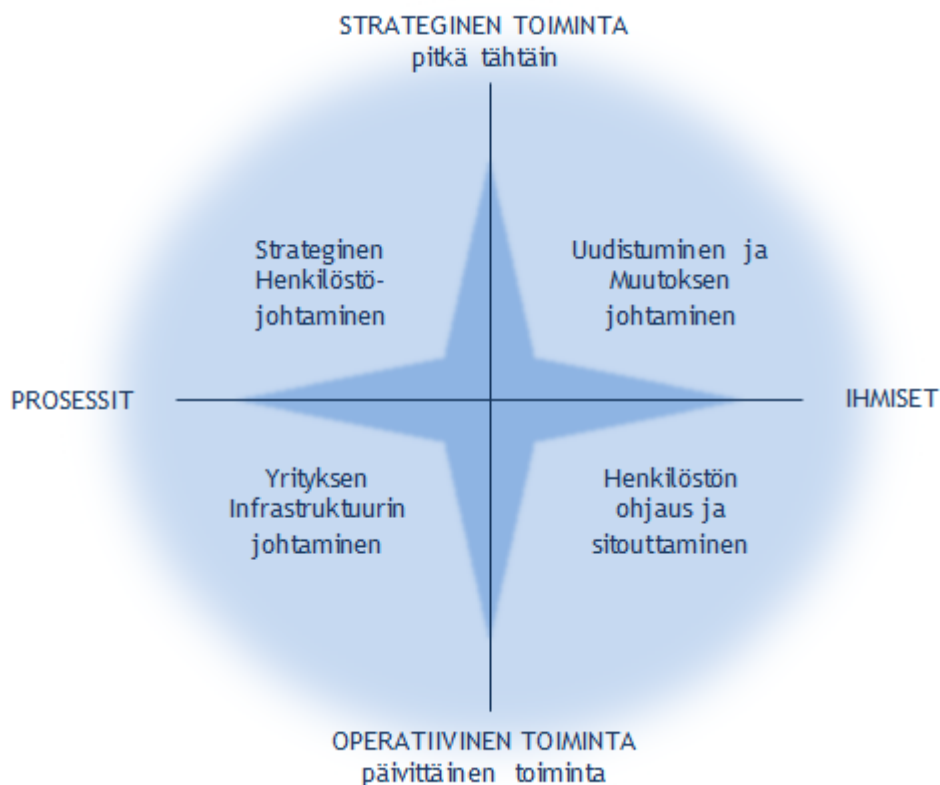 STRATEGINEN TOIMINTA
pitkä tähtäin
Strateginen
Henkilöstö-
johtaminen
Uudistuminen ja
Muutoksen
johtaminen
PROSESSIT
IHMISET
Yrityksen
Infrastruktuurin
johtaminen
Henkilöstön
ohjaus ja
sitouttaminen
OPERATIIVINEN TOIMINTA
päivittäinen toiminta